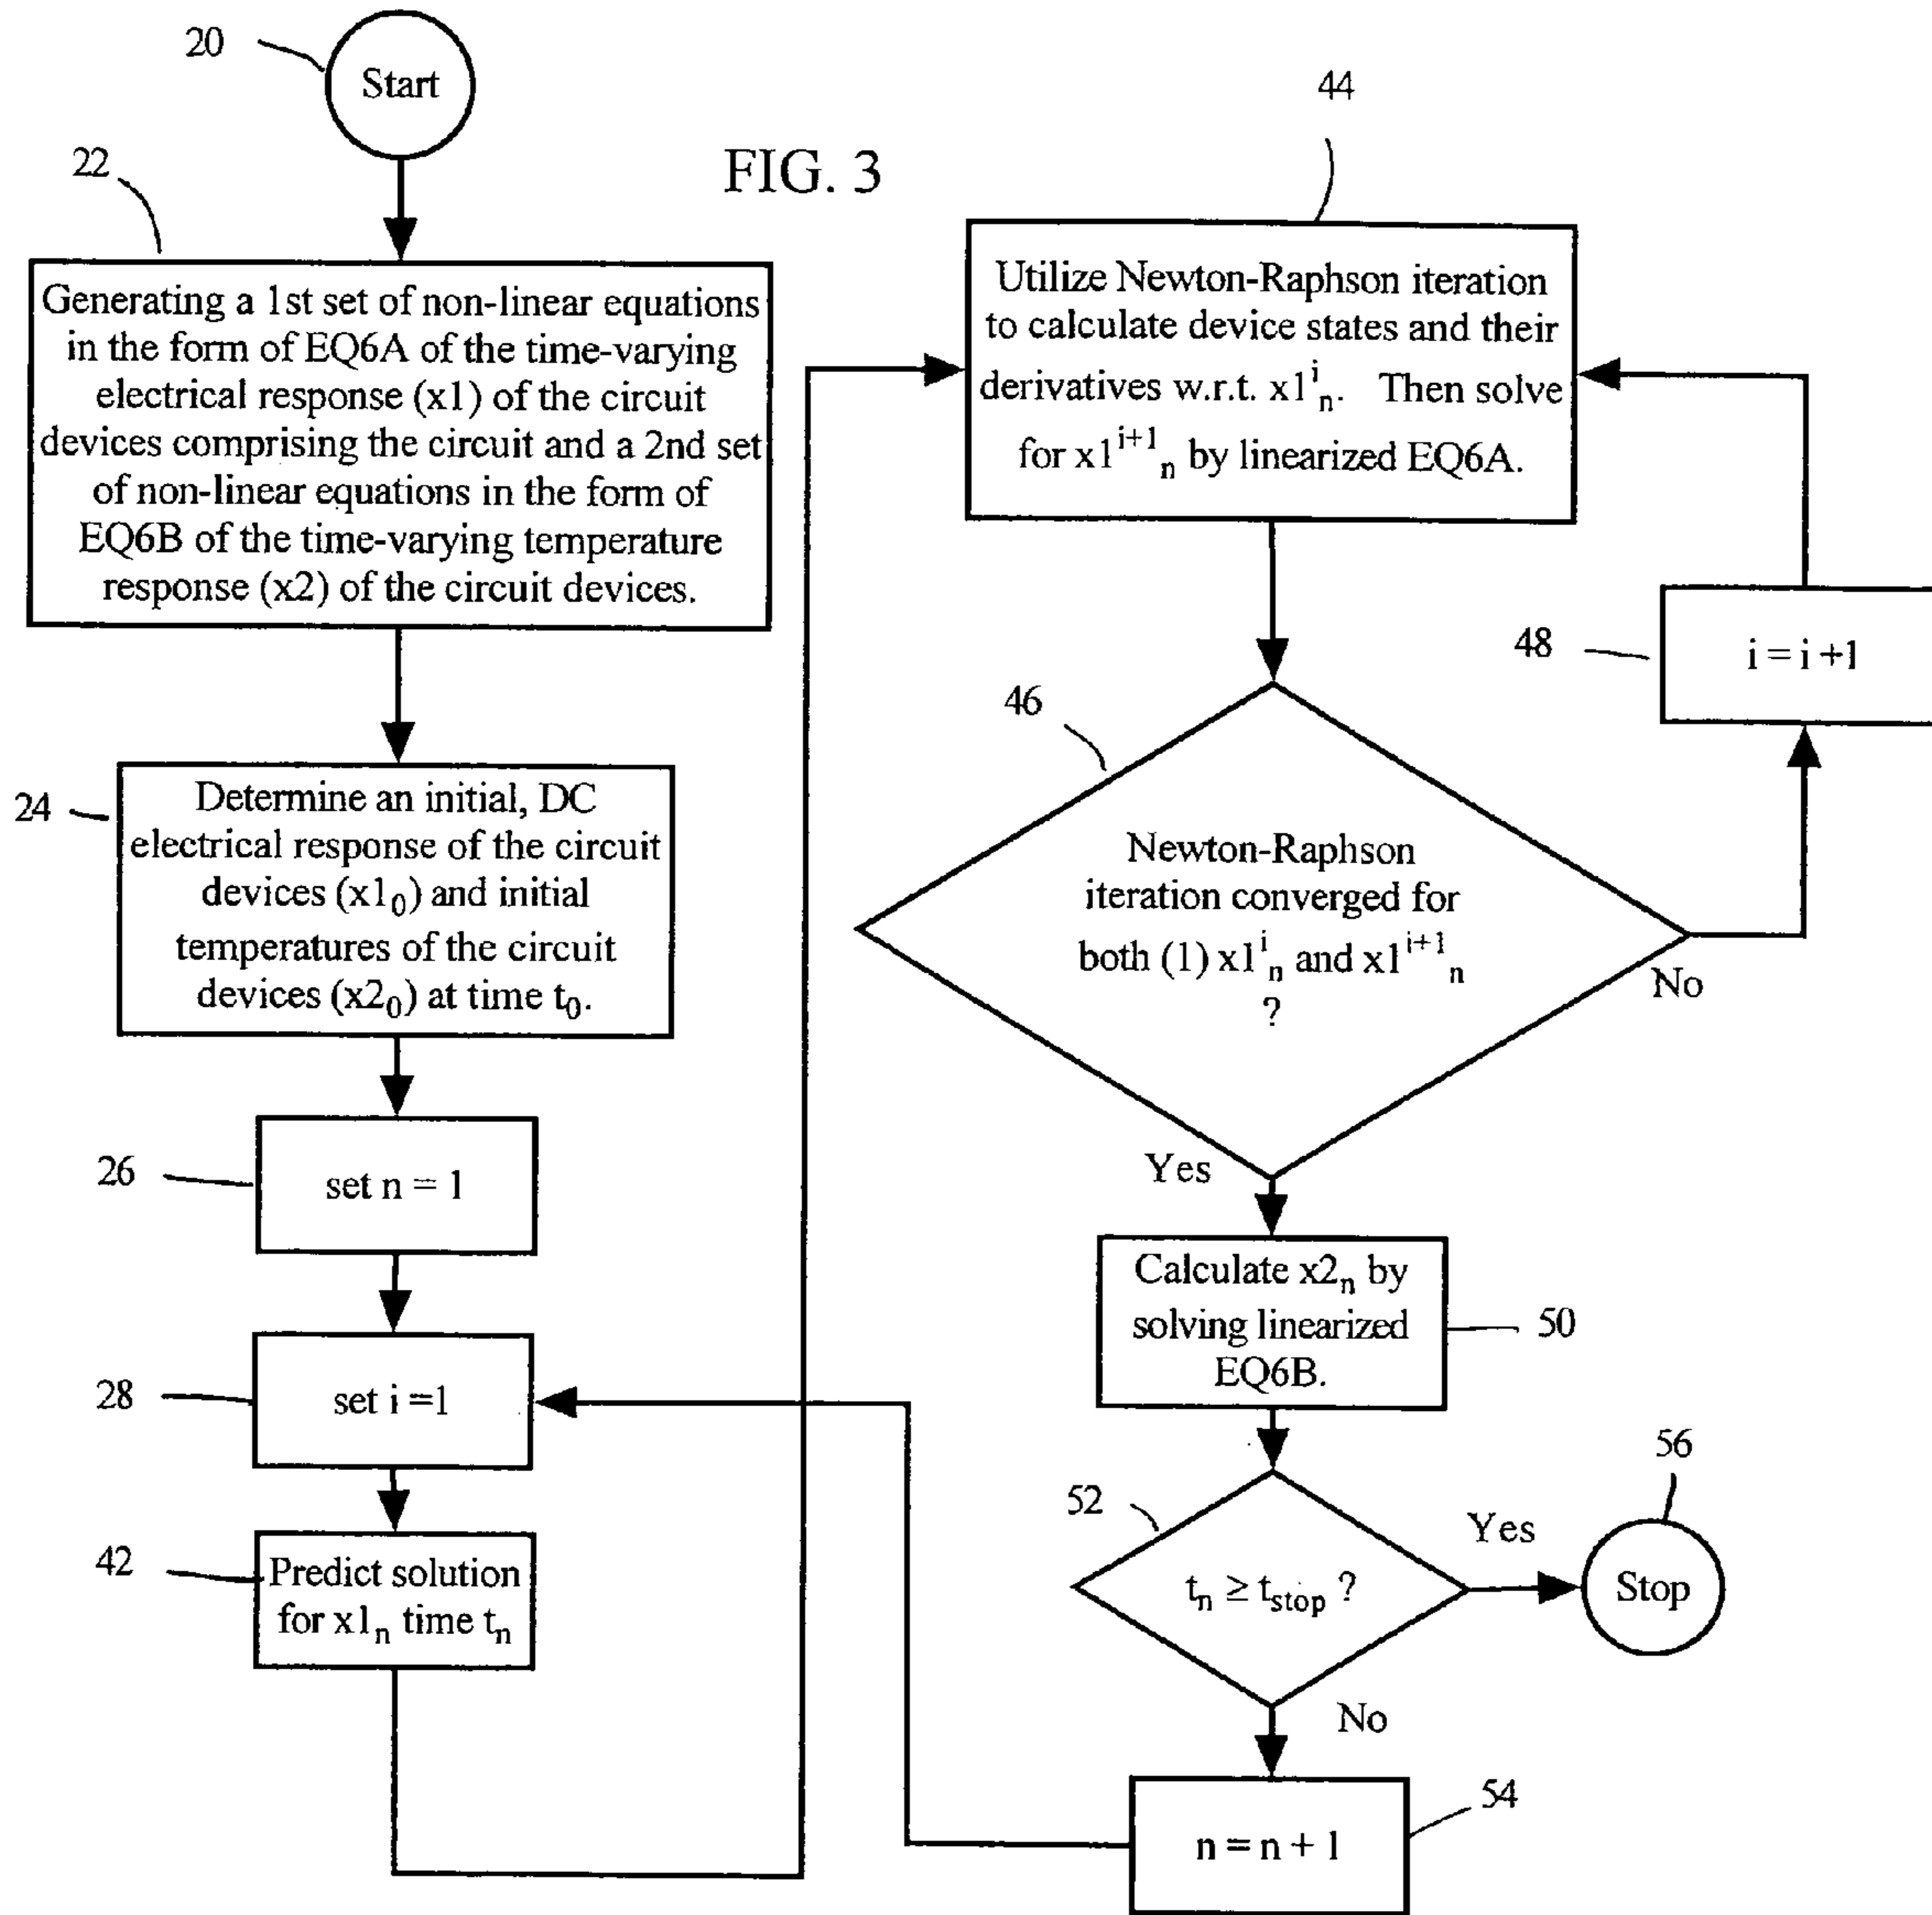 20
Start
FIG. 3
22
Generating a 1st set of non-linear equations
in the form of EQ6A of the time-varying
electrical response (x1) of the circuit
devices comprising the circuit and a 2nd set
of non-linear equations in the form of
EQ6B of the time-varying temperature
response (x2) of the circuit devices.
24
Determine an initial, DC
electrical response of the circuit
devices (x1₀) and initial
temperatures of the circuit
devices (x2₀) at time t₀.
26
set n = 1
28
set i =1
42
Predict solution
for x1ₙ time tₙ
44
Utilize Newton-Raphson iteration
to calculate device states and their
derivatives w.r.t. x1ⁱₙ. Then solve
for x1ⁱ⁺¹ₙ by linearized EQ6A.
46
Newton-Raphson
iteration converged for
both (1) x1ⁱₙ and x1ⁱ⁺¹ₙ
?
No
48
i = i +1
Yes
Calculate x2ₙ by
solving linearized
EQ6B.
50
52
tₙ ≥ t_stop ?
Yes
56
Stop
No
54
n = n + 1